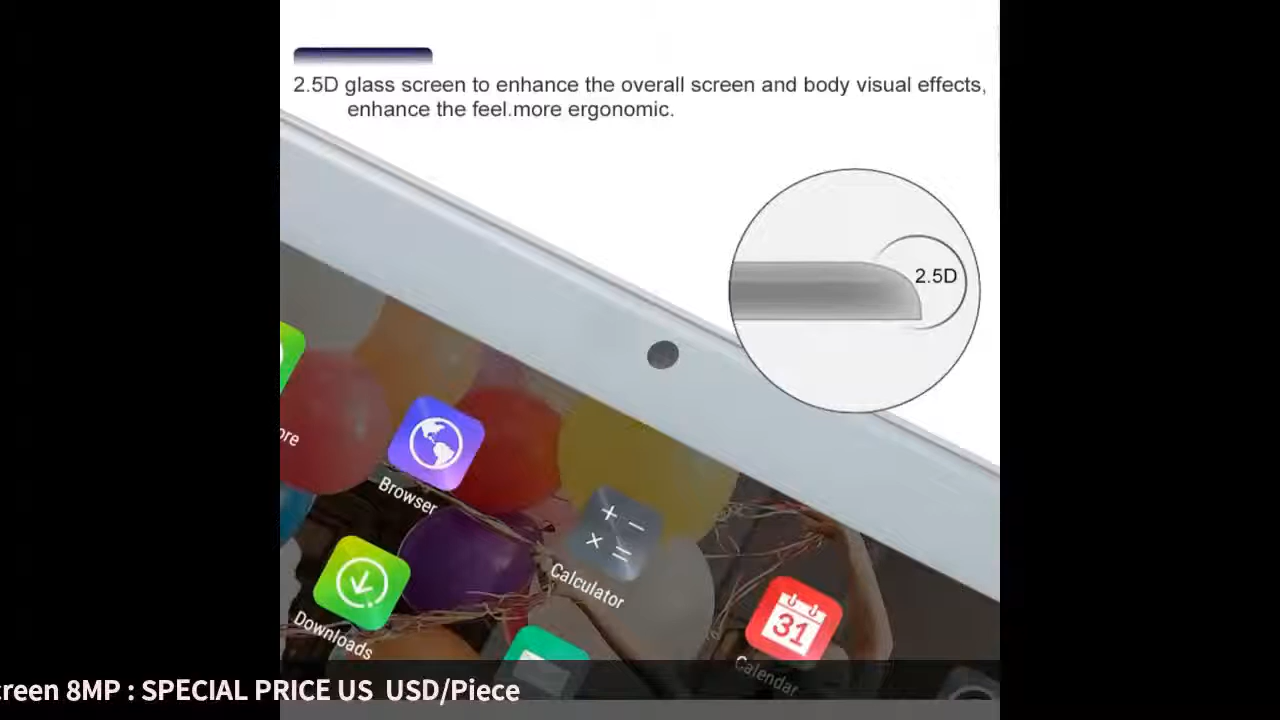 2.5D glass screen to enhance the overall screen and body visual effects,
enhance the feel.more ergonomic.
2.5D
ore
Browser
+ −
× =
Calculator
Downloads
31
Calendar
creen 8MP : SPECIAL PRICE US USD/Piece